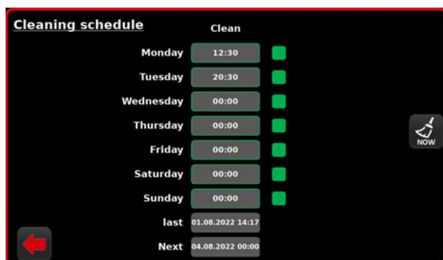 Cleaning schedule
Clean
Monday 12:30
Tuesday 20:30
Wednesday 00:00
Thursday 00:00
Friday 00:00
Saturday 00:00
Sunday 00:00
NOW
last 01.08.2022 14:17
Next 04.08.2022 00:00